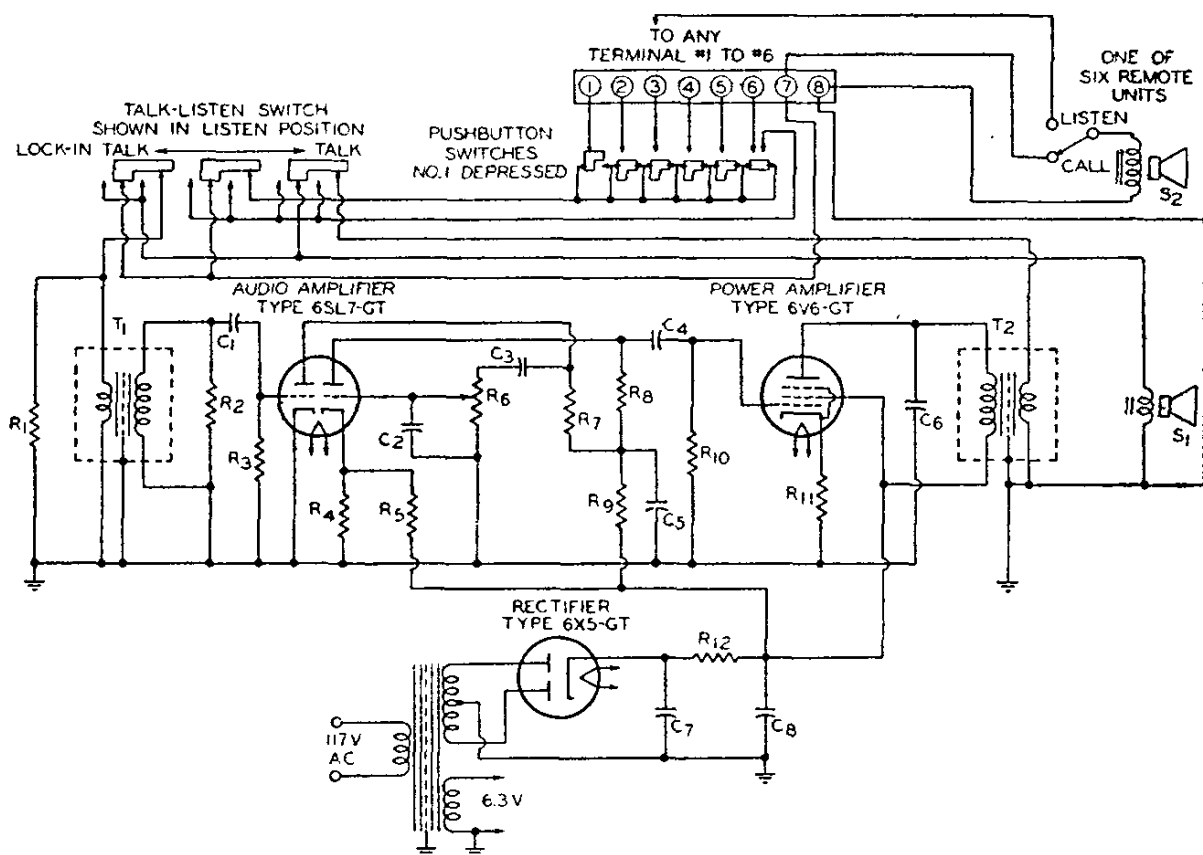 TO ANY
TERMINAL #1 TO #6
1 2 3 4 5 6 7 8
ONE OF
SIX REMOTE
UNITS
LISTEN
CALL
S2
TALK-LISTEN SWITCH
SHOWN IN LISTEN POSITION
LOCK-IN TALK
TALK
PUSHBUTTON
SWITCHES
NO.1 DEPRESSED
AUDIO AMPLIFIER
TYPE 6SL7-GT
POWER AMPLIFIER
TYPE 6V6-GT
T1
C1
C3
C4
T2
R1
R2
R3
C2
R6
R7
R8
R10
C6
S1
R4
R5
R9
C5
R11
RECTIFIER
TYPE 6X5-GT
R12
C7
C8
117V
AC
6.3V